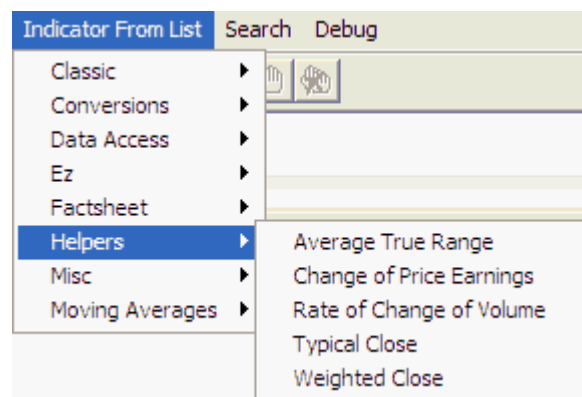 Indicator From List Search Debug
Classic
Conversions
Data Access
Ez
Factsheet
Helpers
Misc
Moving Averages
Average True Range
Change of Price Earnings
Rate of Change of Volume
Typical Close
Weighted Close